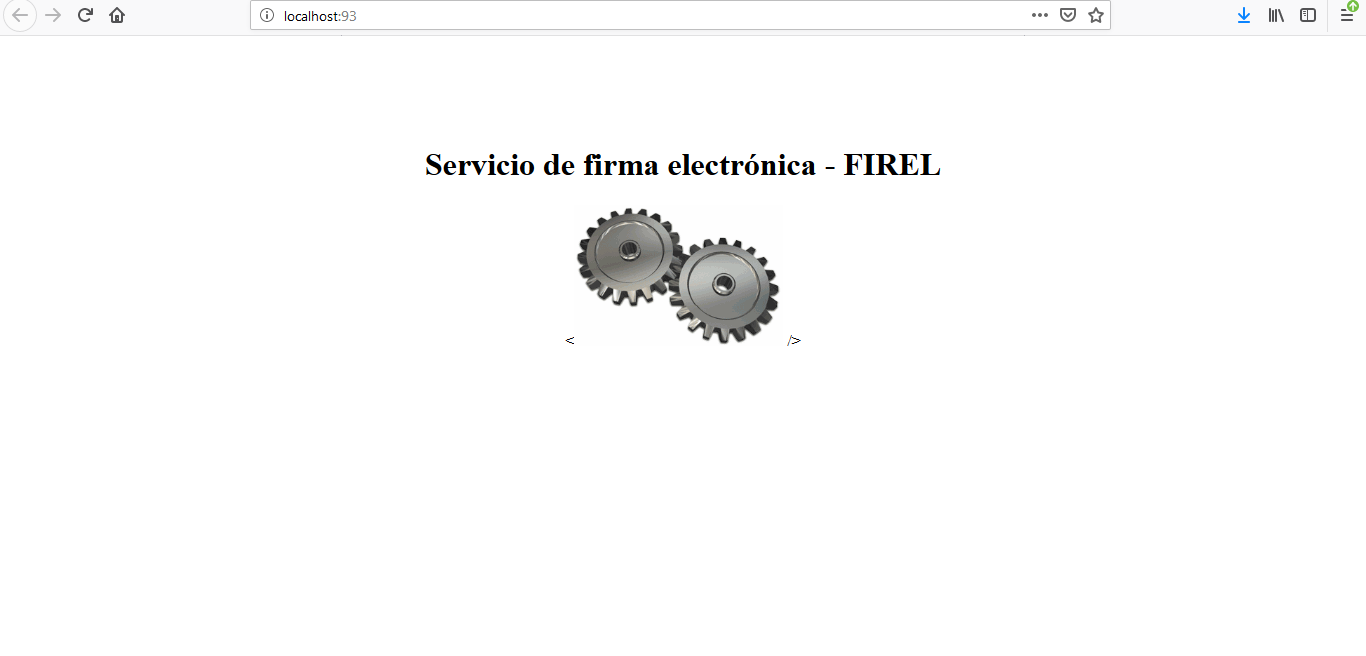 localhost:93
Servicio de firma electrónica - FIREL
< />